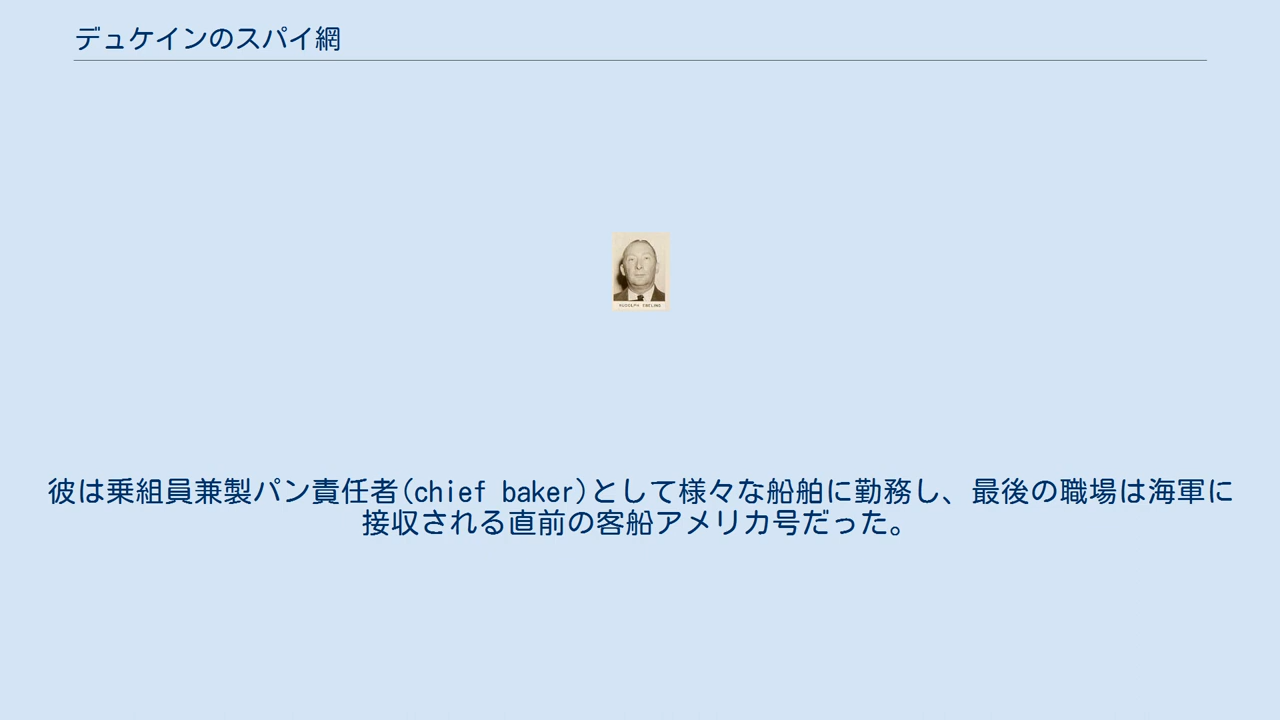 デュケインのスパイ網
RUDOLPH EBELING
彼は乗組員兼製パン責任者(chief baker)として様々な船舶に勤務し、最後の職場は海軍に
接収される直前の客船アメリカ号だった。